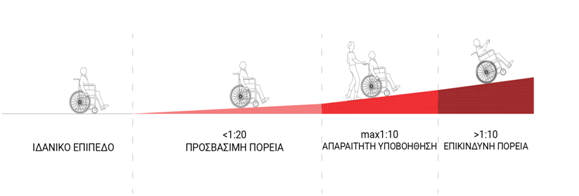 ΙΔΑΝΙΚΟ ΕΠΙΠΕΔΟ
<1:20
ΠΡΟΣΒΑΣΙΜΗ ΠΟΡΕΙΑ
max1:10
ΑΠΑΡΑΙΤΗΤΗ ΥΠΟΒΟΗΘΗΣΗ
>1:10
ΕΠΙΚΙΝΔΥΝΗ ΠΟΡΕΙΑ